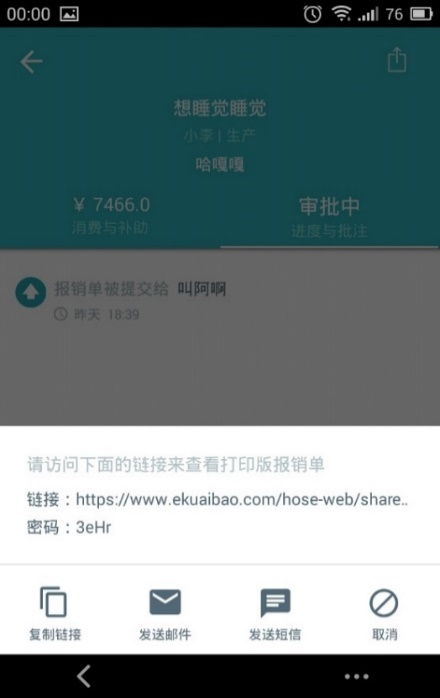 00:00
76
想睡觉睡觉
小李 | 生产
哈嘎嘎
¥ 7466.0
审批中
消费与补助
进度与批注
报销单被提交给 叫阿啊
昨天 18:39
请访问下面的链接来查看打印版报销单
链接：https://www.ekuaibao.com/hose-web/share..
密码：3eHr
复制链接
发送邮件
发送短信
取消